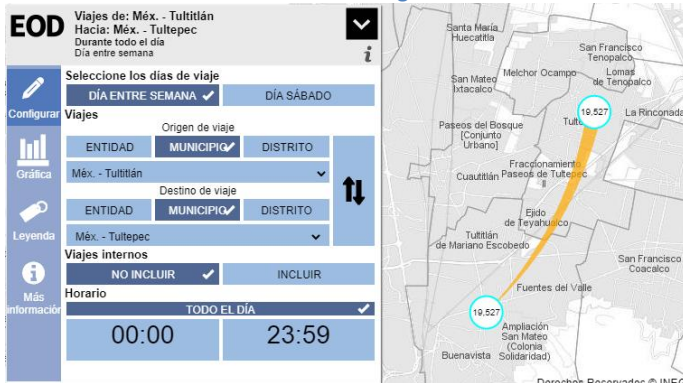 EOD
Viajes de: Méx. - Tultitlán
Hacia: Méx. - Tultepec
Durante todo el día
Día entre semana
i
Seleccione los días de viaje
DÍA ENTRE SEMANA
DÍA SÁBADO
Configurar
Viajes
Origen de viaje
ENTIDAD
MUNICIPIO
DISTRITO
Gráfica
Méx. - Tultitlán
Destino de viaje
ENTIDAD
MUNICIPIO
DISTRITO
Leyenda
Méx. - Tultepec
Viajes internos
NO INCLUIR
INCLUIR
Más
información
Horario
TODO EL DÍA
00:00
23:59
Santa María
Huecatitla
San Francisco
Tenopalco
San Mateo
Ixtacalco
Melchor Ocampo
Lomas
de Tenopalco
19,527
La Rinconada
Paseos del Bosque
[Conjunto
Urbano]
Fraccionamiento
Paseos de Tultepec
II
Cuautitlán
Ejido
de Teyahualco
Tultitlán
de Mariano Escobedo
San Francisco
Coacalco
Fuentes del Valle
19,527
Ampliación
San Mateo
(Colonia
Solidaridad)
Buenavista
Derechos Reservados © INEG